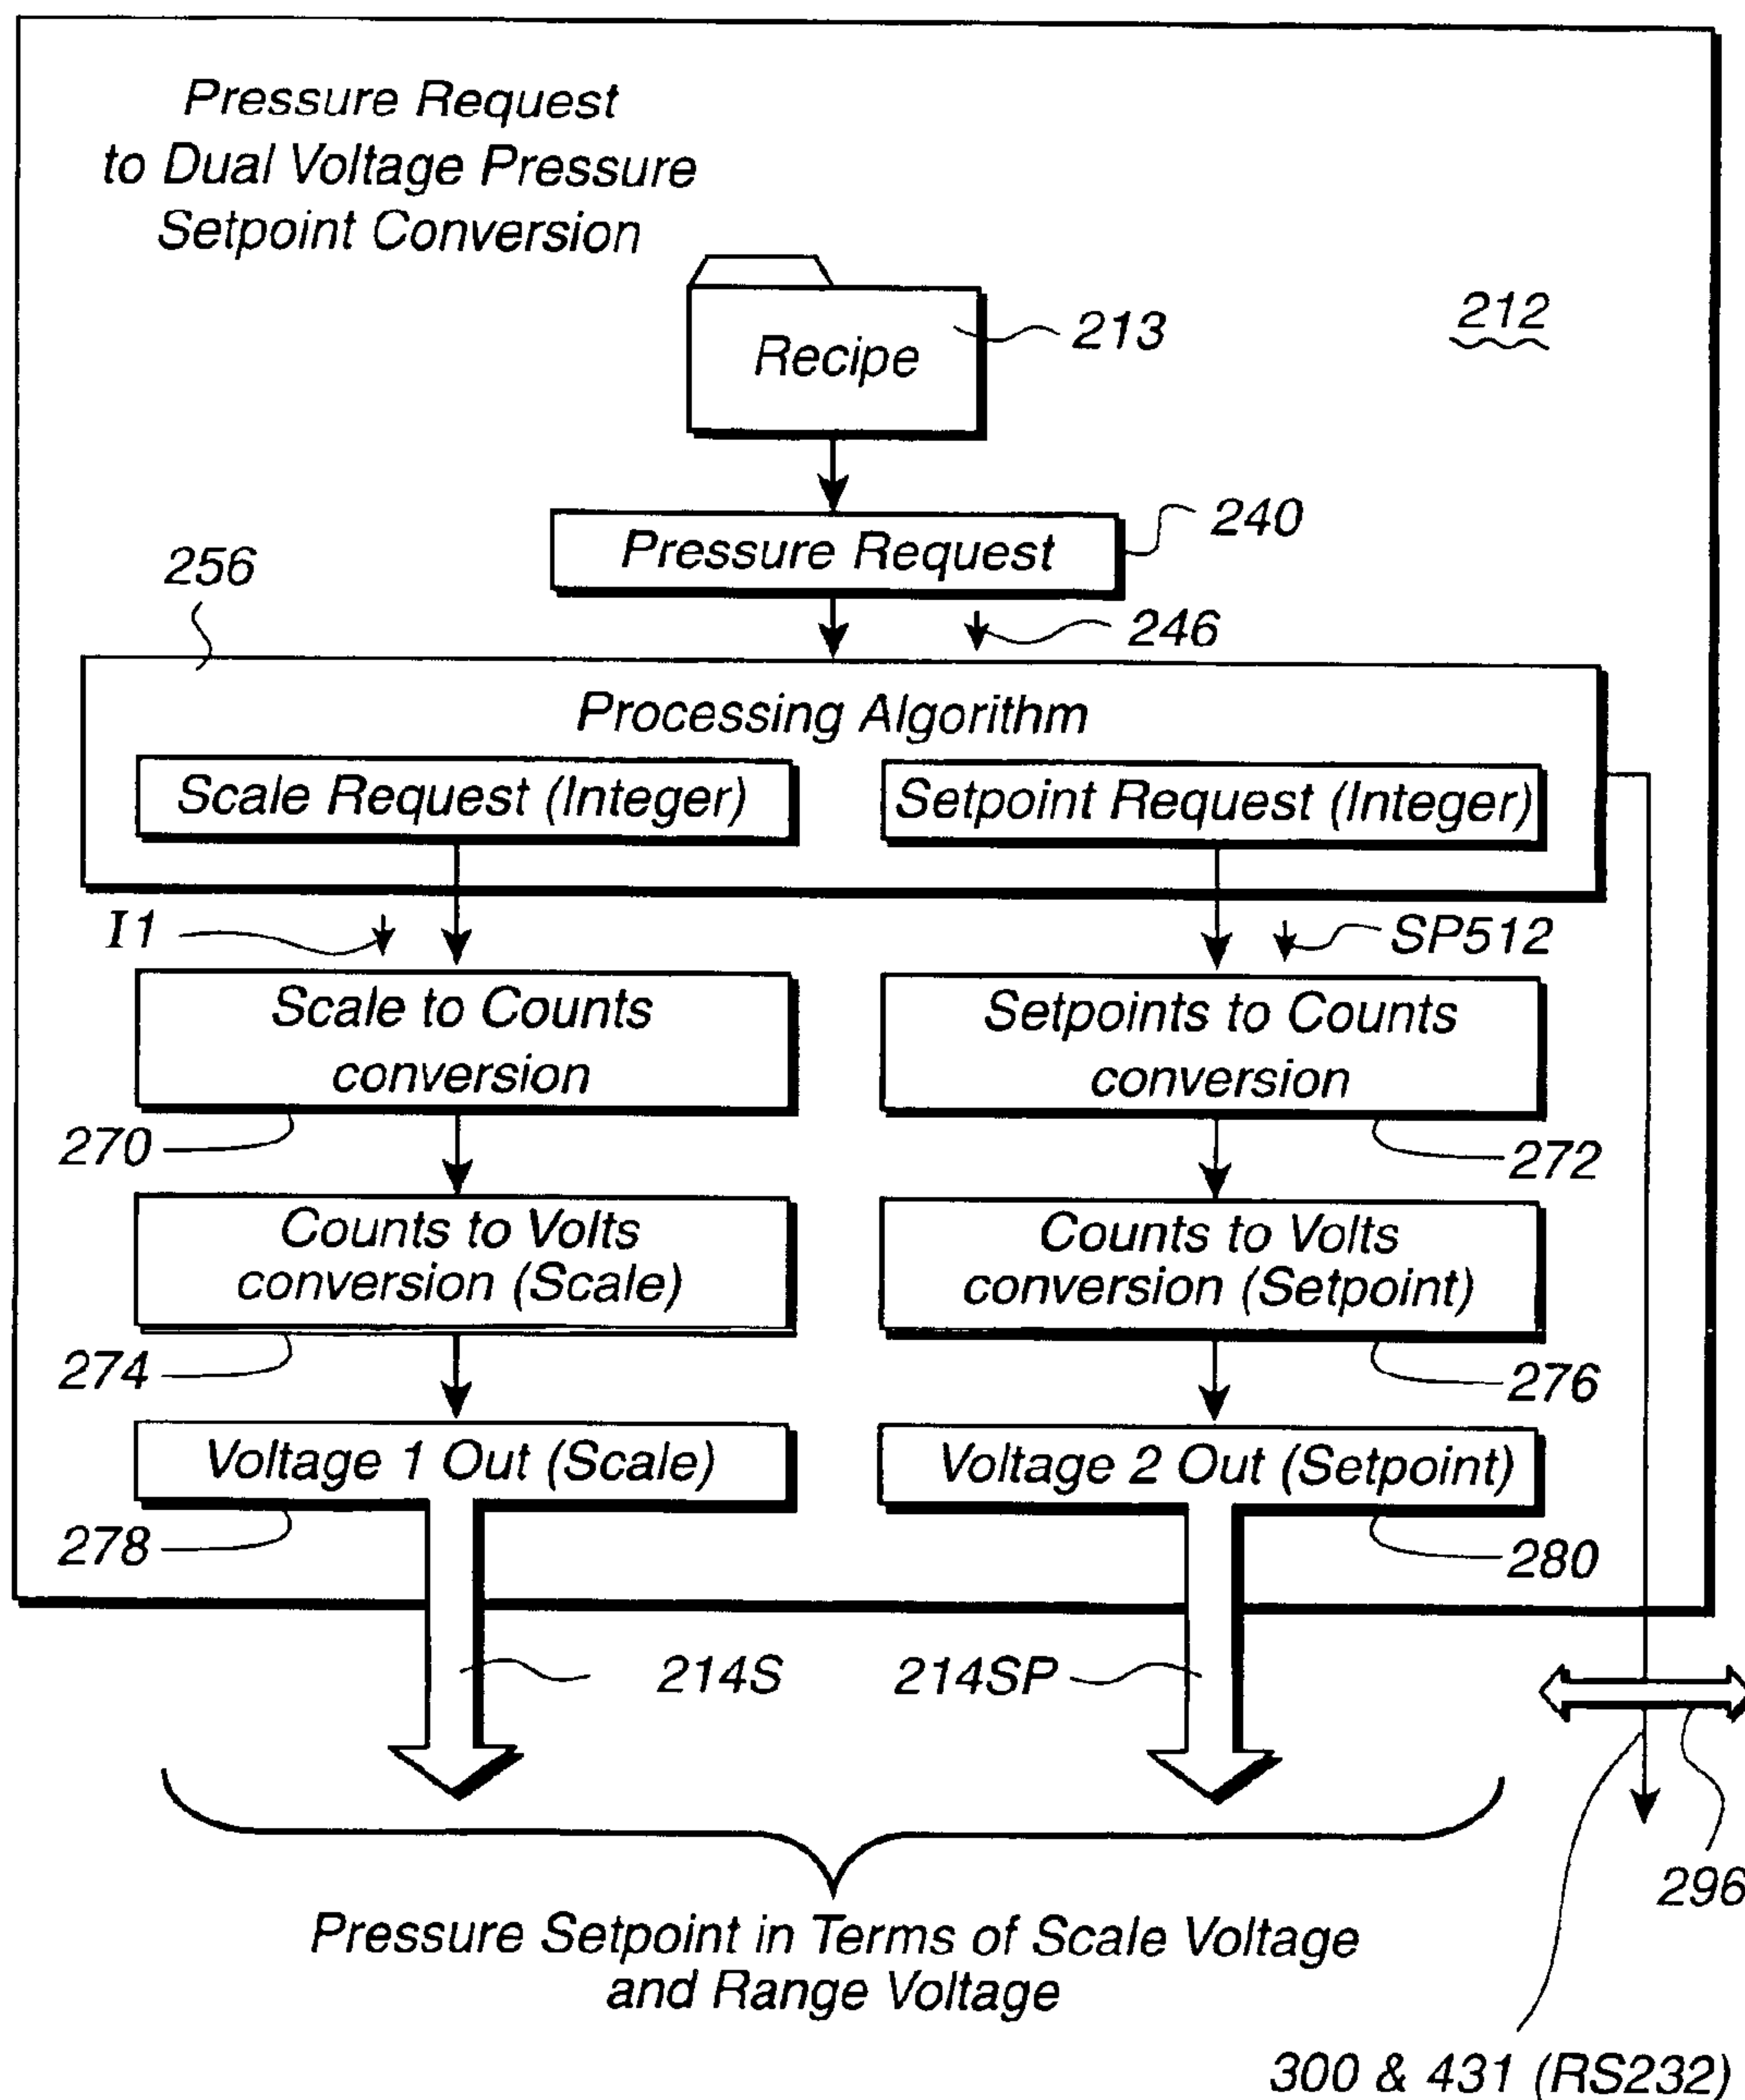 Pressure Request
to Dual Voltage Pressure
Setpoint Conversion
212
Recipe
213
Pressure Request
240
256
246
Processing Algorithm
Scale Request (Integer)
Setpoint Request (Integer)
I1
SP512
Scale to Counts
conversion
Setpoints to Counts
conversion
270
272
Counts to Volts
conversion (Scale)
Counts to Volts
conversion (Setpoint)
274
276
Voltage 1 Out (Scale)
Voltage 2 Out (Setpoint)
278
280
214S
214SP
296
Pressure Setpoint in Terms of Scale Voltage
and Range Voltage
300 & 431 (RS232)